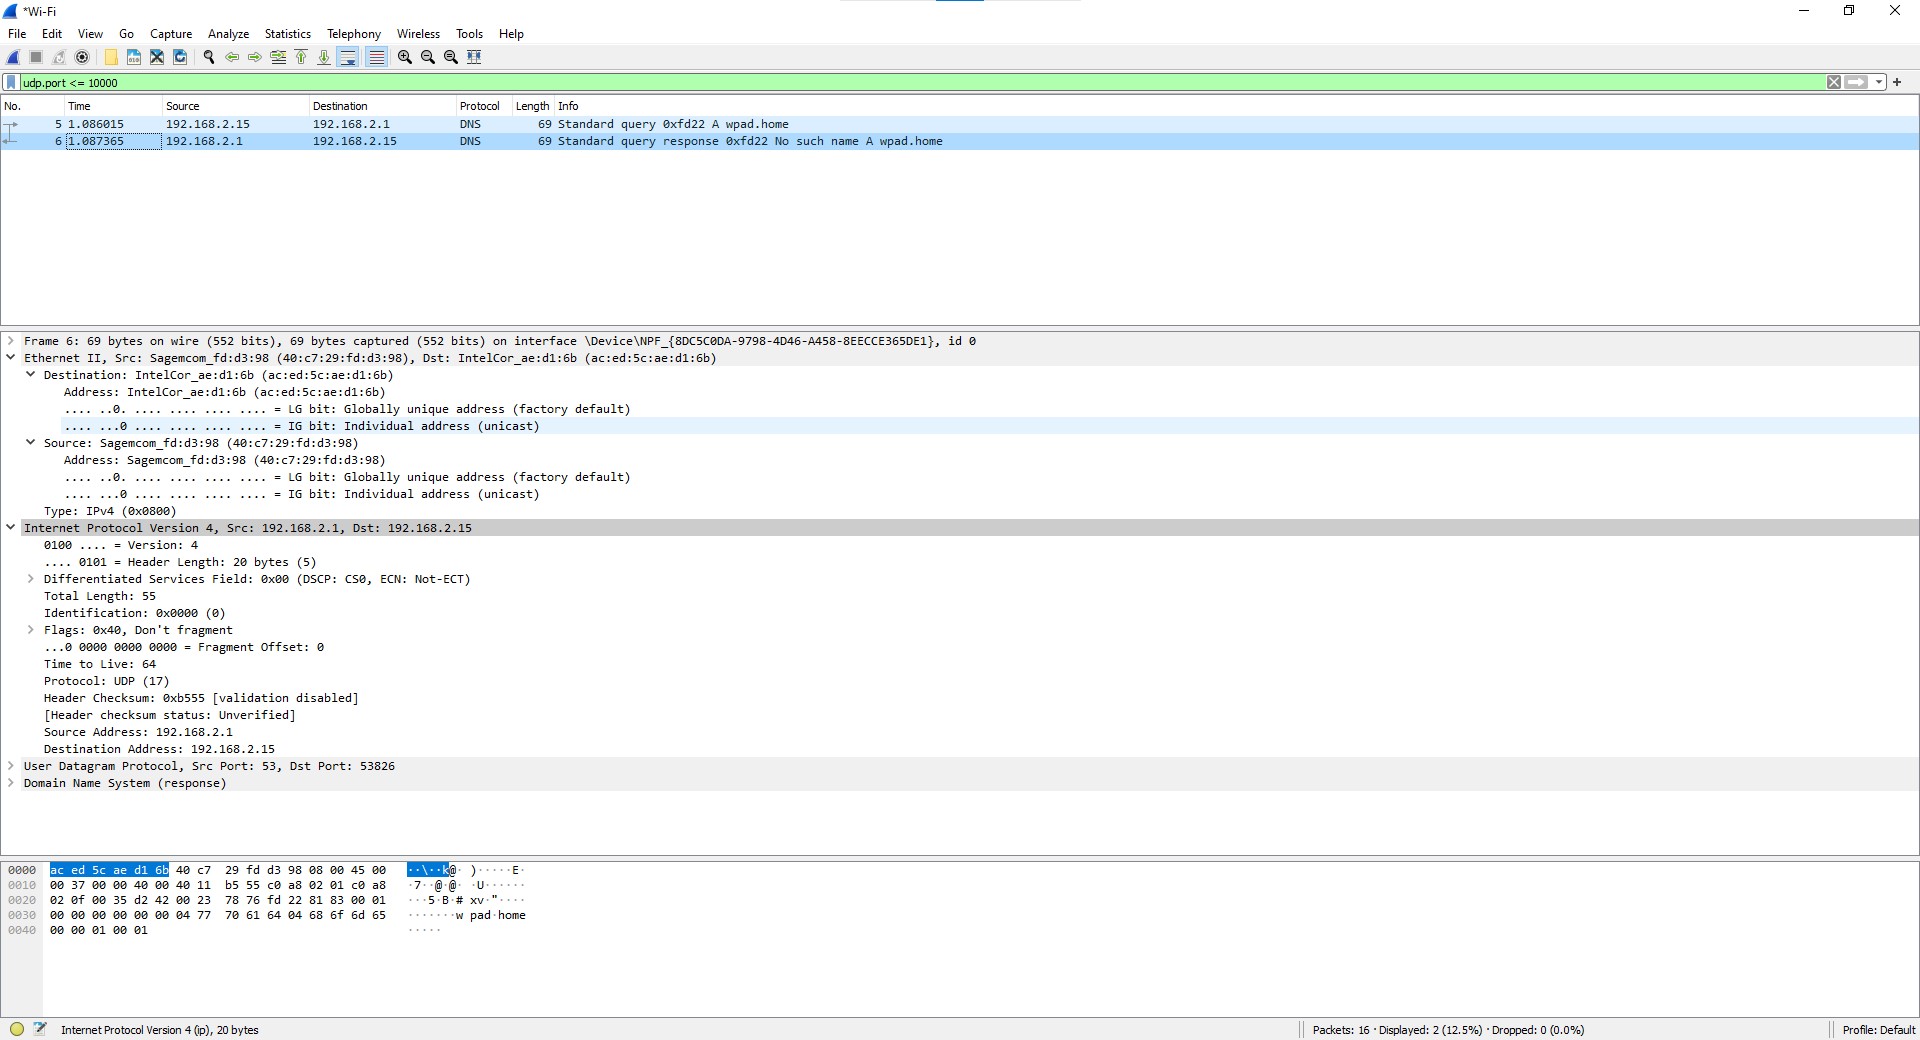 *Wi-Fi
File Edit View Go Capture Analyze Statistics Telephony Wireless Tools Help
udp.port <= 10000
No. Time Source Destination Protocol Length Info
5 1.086015 192.168.2.15 192.168.2.1 DNS 69 Standard query 0xfd22 A wpad.home
6 1.087365 192.168.2.1 192.168.2.15 DNS 69 Standard query response 0xfd22 No such name A wpad.home
Frame 6: 69 bytes on wire (552 bits), 69 bytes captured (552 bits) on interface \Device\NPF_{8DC5C0DA-9798-4D46-A458-8EECCE365DE1}, id 0
Ethernet II, Src: Sagemcom_fd:d3:98 (40:c7:29:fd:d3:98), Dst: IntelCor_ae:d1:6b (ac:ed:5c:ae:d1:6b)
Destination: IntelCor_ae:d1:6b (ac:ed:5c:ae:d1:6b)
Address: IntelCor_ae:d1:6b (ac:ed:5c:ae:d1:6b)
.... ..0. .... .... .... .... = LG bit: Globally unique address (factory default)
.... ...0 .... .... .... .... = IG bit: Individual address (unicast)
Source: Sagemcom_fd:d3:98 (40:c7:29:fd:d3:98)
Address: Sagemcom_fd:d3:98 (40:c7:29:fd:d3:98)
.... ..0. .... .... .... .... = LG bit: Globally unique address (factory default)
.... ...0 .... .... .... .... = IG bit: Individual address (unicast)
Type: IPv4 (0x0800)
Internet Protocol Version 4, Src: 192.168.2.1, Dst: 192.168.2.15
0100 .... = Version: 4
.... 0101 = Header Length: 20 bytes (5)
Differentiated Services Field: 0x00 (DSCP: CS0, ECN: Not-ECT)
Total Length: 55
Identification: 0x0000 (0)
Flags: 0x40, Don't fragment
...0 0000 0000 0000 = Fragment Offset: 0
Time to Live: 64
Protocol: UDP (17)
Header Checksum: 0xb555 [validation disabled]
[Header checksum status: Unverified]
Source Address: 192.168.2.1
Destination Address: 192.168.2.15
User Datagram Protocol, Src Port: 53, Dst Port: 53826
Domain Name System (response)
0000 ac ed 5c ae d1 6b 40 c7 29 fd d3 98 08 00 45 00 ··\··k@· )·····E·
0010 00 37 00 00 40 00 40 11 b5 55 c0 a8 02 01 c0 a8 ·7··@·@· ·U······
0020 02 0f 00 35 d2 42 00 23 78 76 fd 22 81 83 00 01 ···5·B·# xv·"····
0030 00 00 00 00 00 00 04 77 70 61 64 04 68 6f 6d 65 ·······w pad·home
0040 00 00 01 00 01 ·····
Internet Protocol Version 4 (ip), 20 bytes Packets: 16 · Displayed: 2 (12.5%) · Dropped: 0 (0.0%) Profile: Default